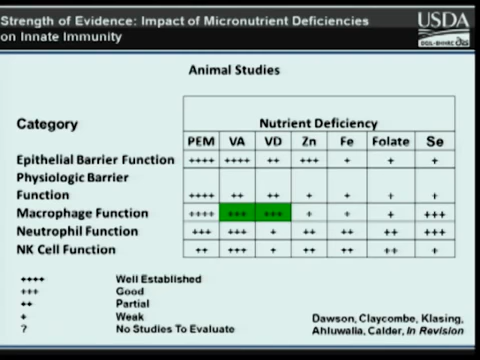 Strength of Evidence: Impact of Micronutrient Deficiencies
on Innate Immunity
USDA
Animal Studies
Category
Nutrient Deficiency
PEM VA VD Zn Fe Folate Se
Epithelial Barrier Function ++++ ++++ ++ +++ + + +
Physiologic Barrier
Function ++++ ++ ++ + + + +
Macrophage Function ++++ +++ +++ + + + +++
Neutrophil Function +++ +++ + ++ ++ ++ +++
NK Cell Function ++ +++ + ++ ++ ++ +
++++ Well Established
+++ Good
++ Partial
+ Weak
? No Studies To Evaluate
Dawson, Claycombe, Klasing,
Ahluwalia, Calder, In Revision